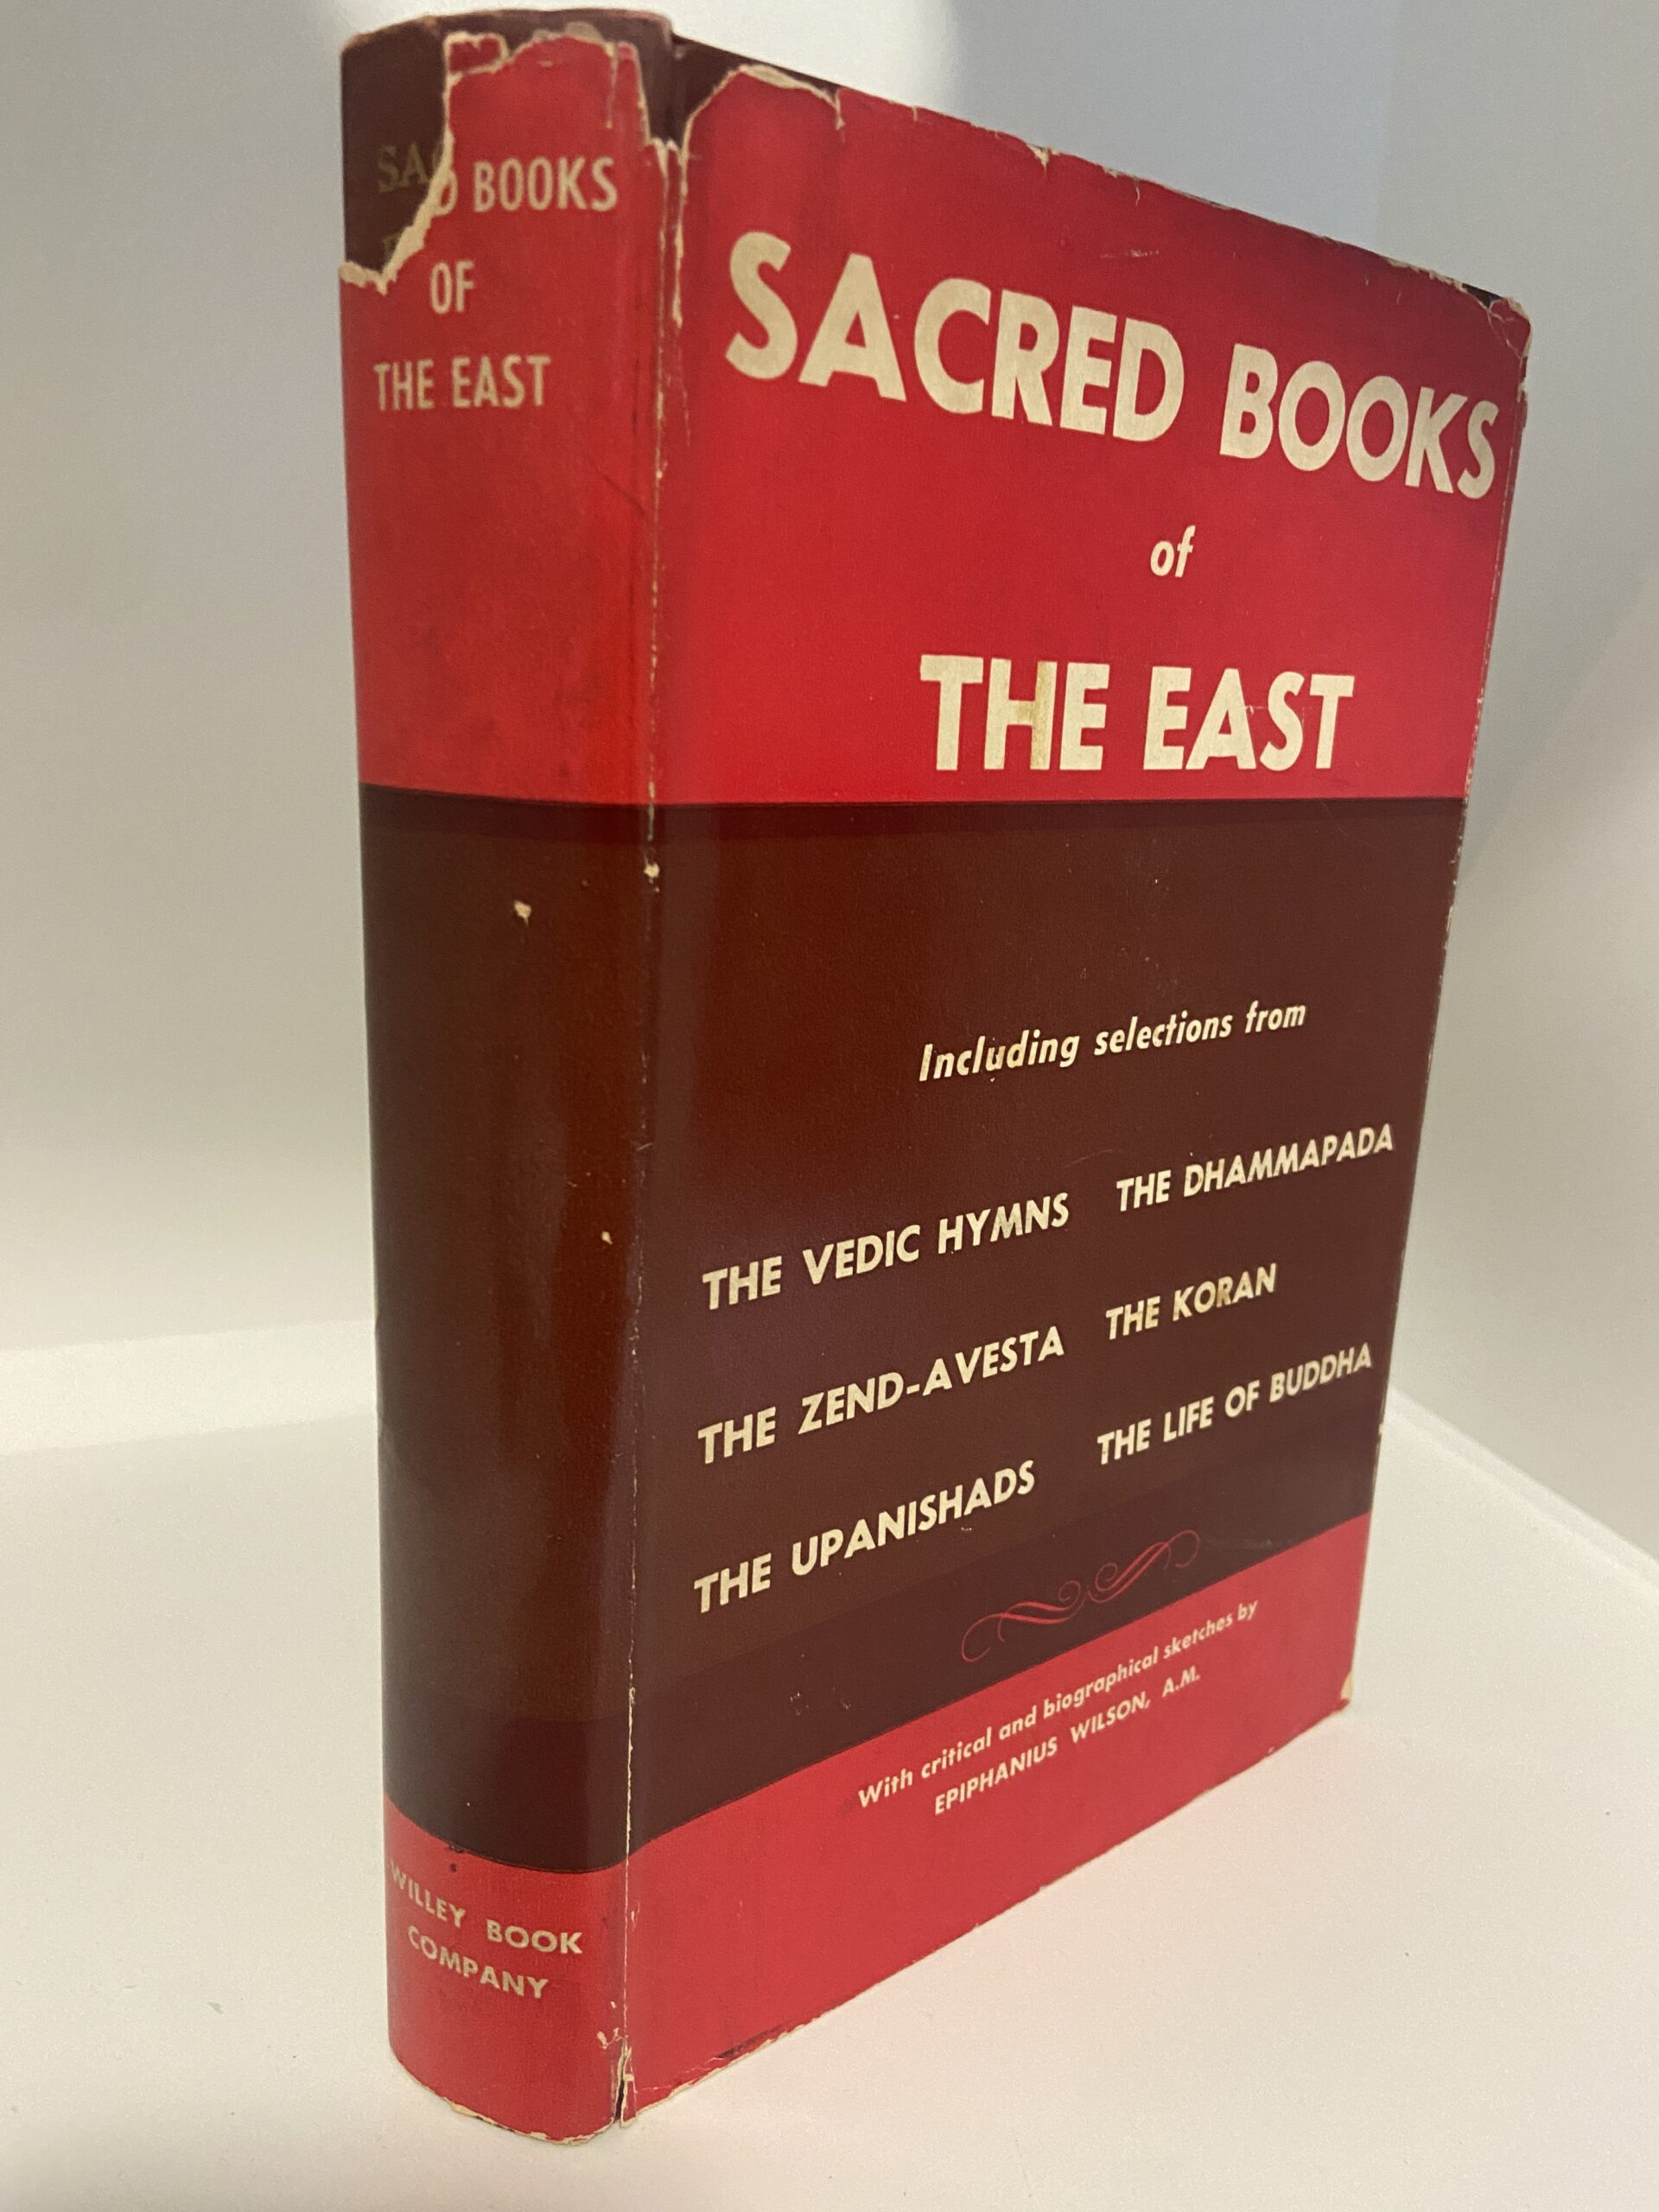 SA
D BOOKS
OF
THE EAST
WILLEY BOOK
COMPANY
SACRED BOOKS
of
THE EAST
Including selections from
THE VEDIC HYMNS THE DHAMMAPADA
THE ZEND-AVESTA THE KORAN
THE UPANISHADS THE LIFE OF BUDDHA
With critical and biographical sketches by
EPIPHANIUS WILSON, A.M.